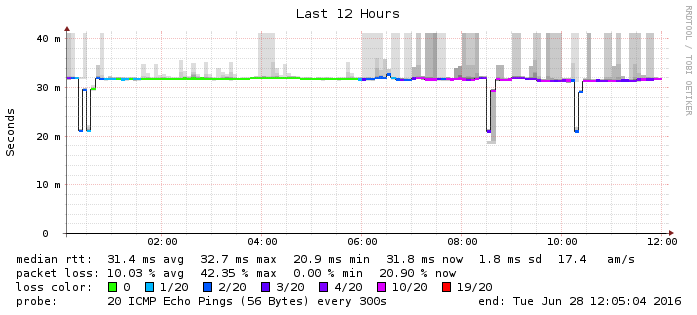 Last 12 Hours
RRDTOOL / TOBI OETIKER
Seconds
40 m
30 m
20 m
10 m
0
02:00 04:00 06:00 08:00 10:00 12:00
median rtt: 31.4 ms avg 32.7 ms max 20.9 ms min 31.8 ms now 1.8 ms sd 17.4 am/s
packet loss: 10.03 % avg 42.35 % max 0.00 % min 20.90 % now
loss color: 0 1/20 2/20 3/20 4/20 10/20 19/20
probe: 20 ICMP Echo Pings (56 Bytes) every 300s end: Tue Jun 28 12:05:04 2016